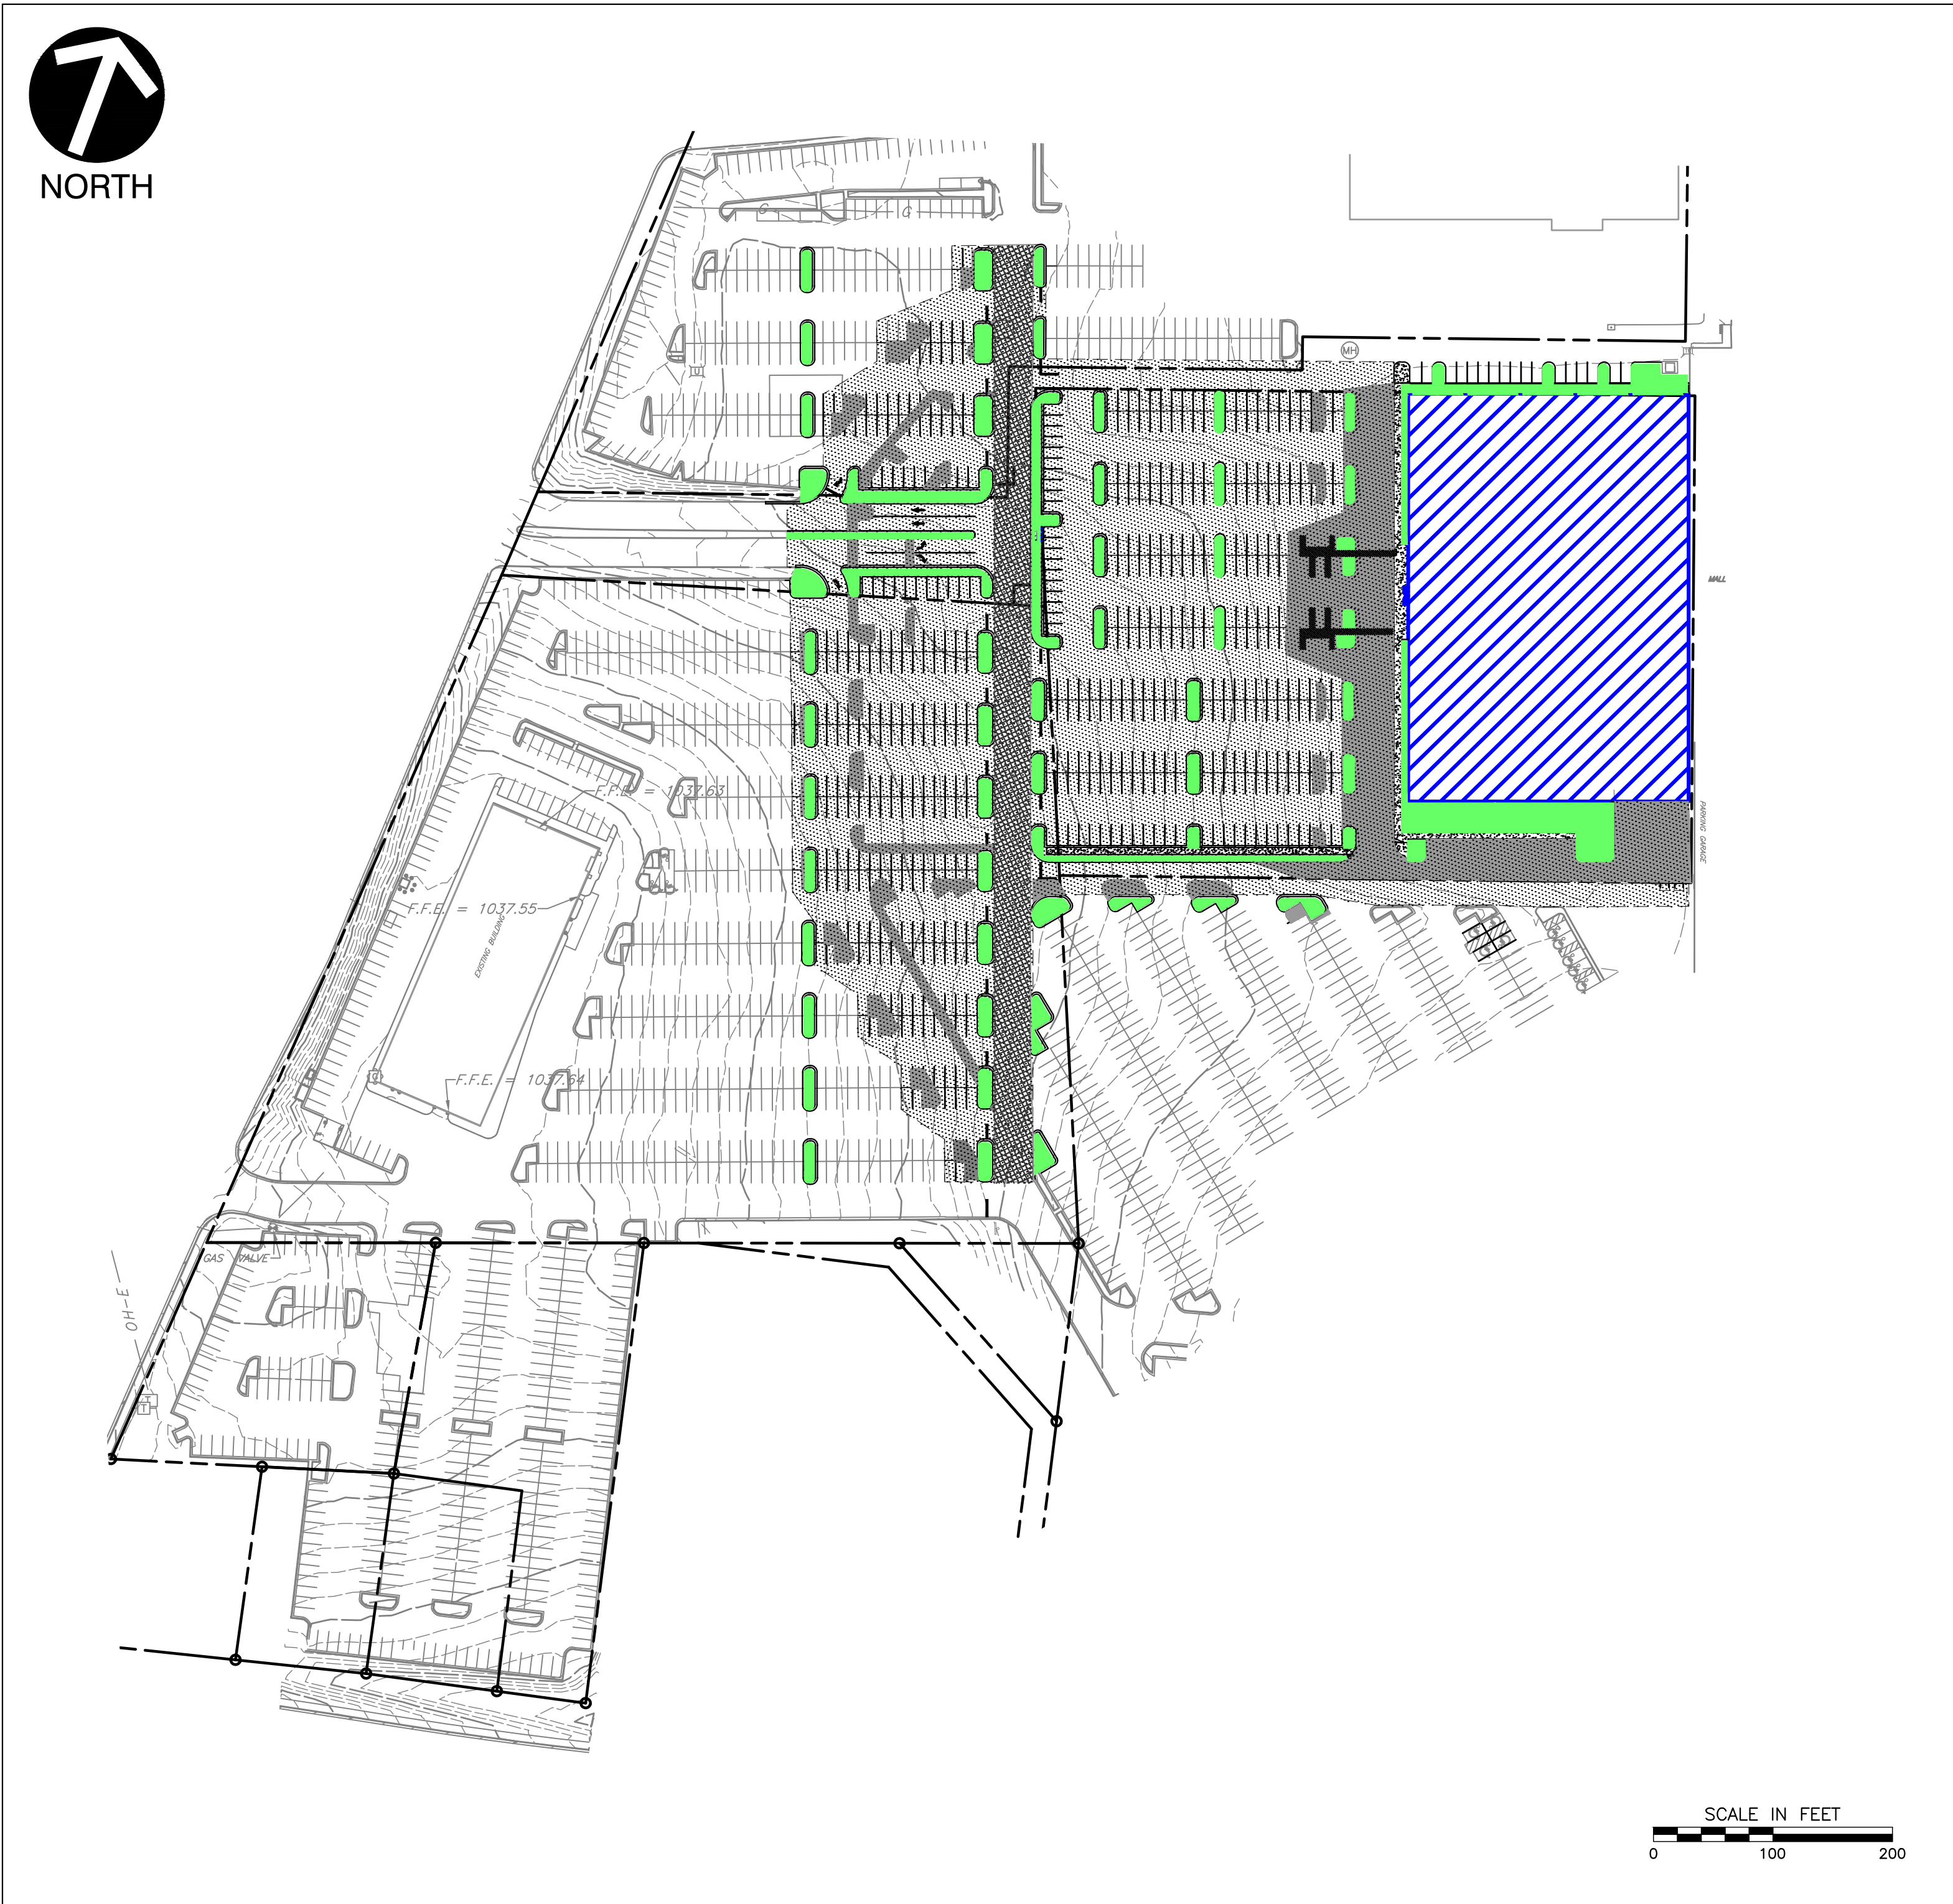 NORTH
G
G
U
MH
MALL
F.F.E. = 1037.63
PARKING GARAGE
F.F.E. = 1037.55
EXISTING BUILDING
F.F.E. = 1037.64
GAS VALVE
OH-E
T
T
SCALE IN FEET
0 100 200